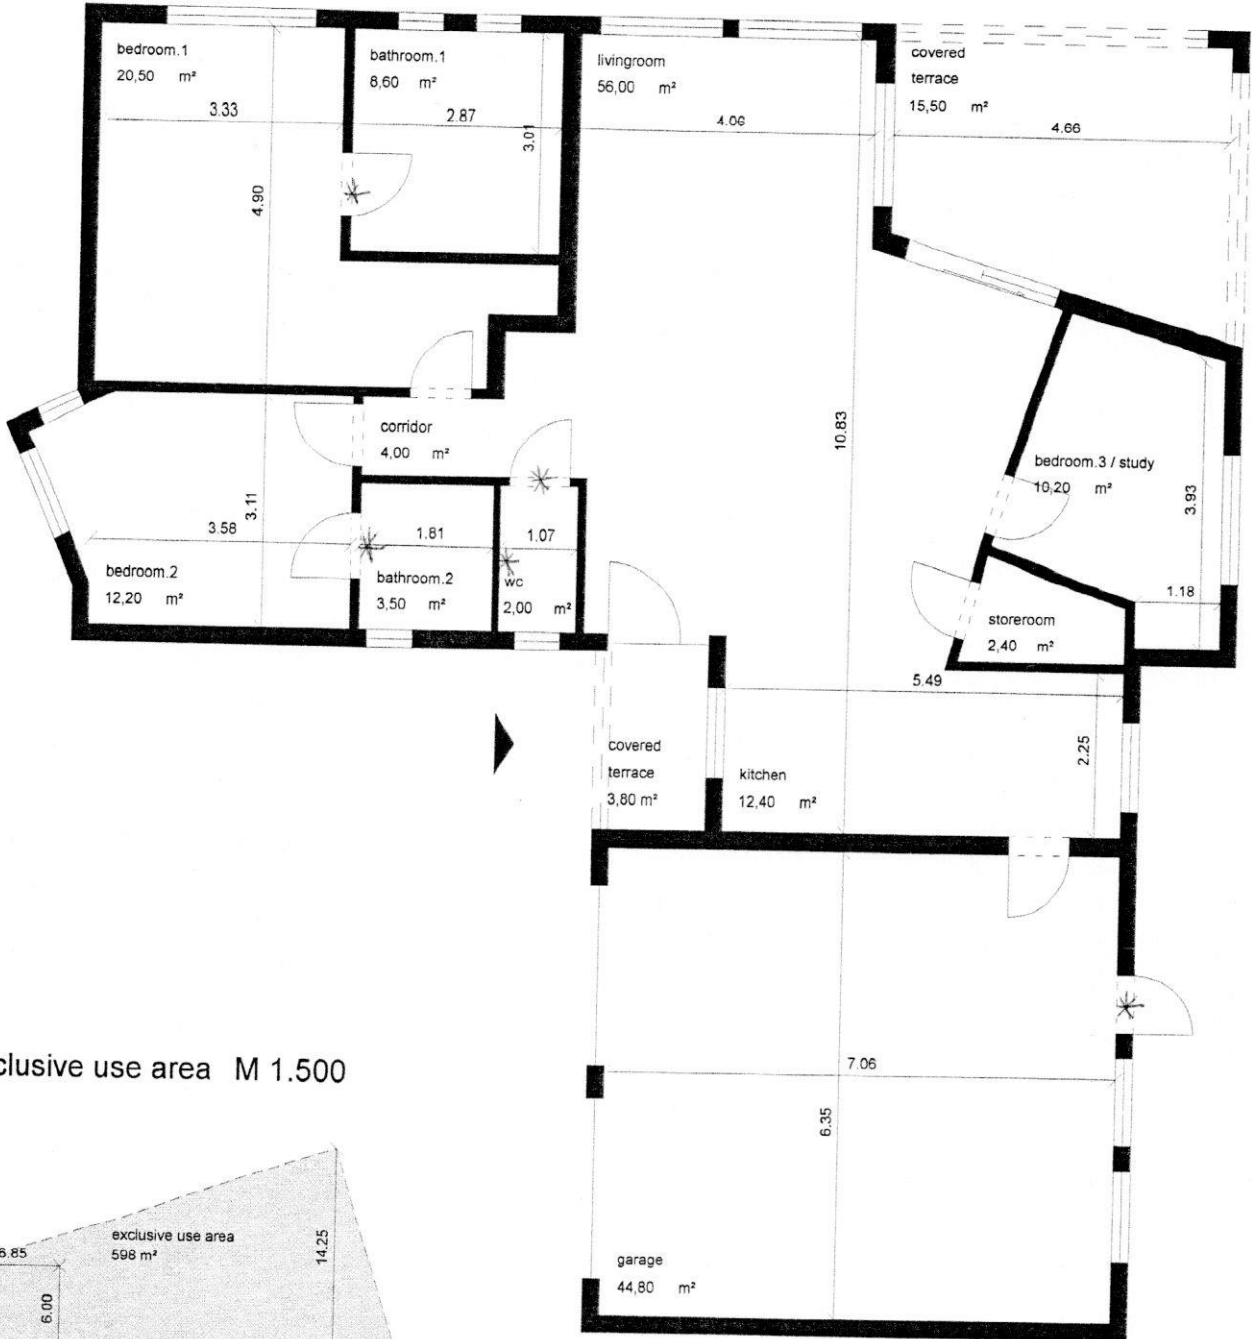 bedroom.1
20,50 m²
bathroom.1
8,60 m²
livingroom
56,00 m²
covered
terrace
15,50 m²
3.33
2.87
3.01
4.06
4.66
4.90
10.83
corridor
4,00 m²
bedroom.3 / study
10,20 m²
3.93
3.58
3.11
1.81
1.07
bedroom.2
12,20 m²
bathroom.2
3,50 m²
wc
2,00 m²
1.18
storeroom
2,40 m²
5.49
2.25
covered
terrace
3,80 m²
kitchen
12,40 m²
clusive use area M 1.500
7.06
6.35
exclusive use area
598 m²
14.25
6.85
6.00
garage
44,80 m²